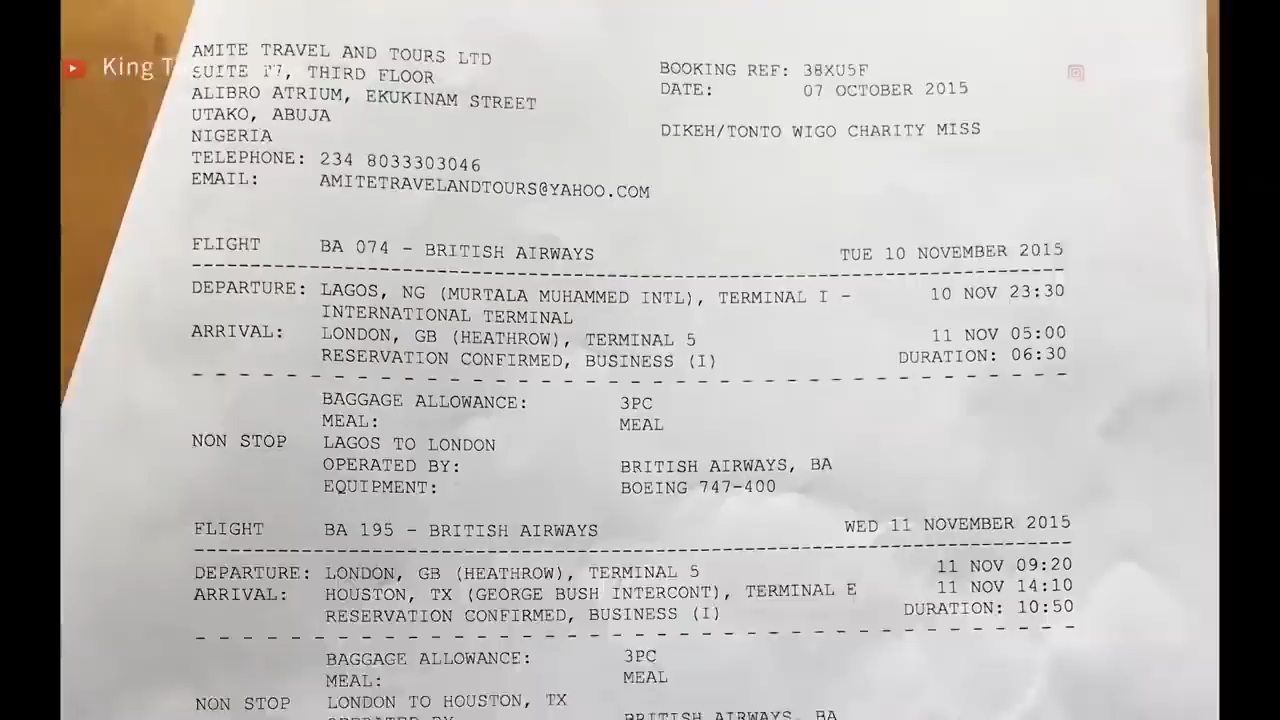 King T
AMITE TRAVEL AND TOURS LTD
SUITE 17, THIRD FLOOR
ALIBRO ATRIUM, EKUKINAM STREET
UTAKO, ABUJA
NIGERIA
TELEPHONE: 234 8033303046
EMAIL: AMITETRAVELANDTOURS@YAHOO.COM
BOOKING REF: 38XU5F
DATE: 07 OCTOBER 2015
DIKEH/TONTO WIGO CHARITY MISS
FLIGHT BA 074 - BRITISH AIRWAYS TUE 10 NOVEMBER 2015
DEPARTURE: LAGOS, NG (MURTALA MUHAMMED INTL), TERMINAL I - 10 NOV 23:30
INTERNATIONAL TERMINAL
ARRIVAL: LONDON, GB (HEATHROW), TERMINAL 5 11 NOV 05:00
RESERVATION CONFIRMED, BUSINESS (I) DURATION: 06:30
BAGGAGE ALLOWANCE: 3PC
MEAL: MEAL
NON STOP LAGOS TO LONDON
OPERATED BY: BRITISH AIRWAYS, BA
EQUIPMENT: BOEING 747-400
FLIGHT BA 195 - BRITISH AIRWAYS WED 11 NOVEMBER 2015
DEPARTURE: LONDON, GB (HEATHROW), TERMINAL 5 11 NOV 09:20
ARRIVAL: HOUSTON, TX (GEORGE BUSH INTERCONT), TERMINAL E 11 NOV 14:10
RESERVATION CONFIRMED, BUSINESS (I) DURATION: 10:50
BAGGAGE ALLOWANCE: 3PC
MEAL: MEAL
NON STOP LONDON TO HOUSTON, TX
OPERATED BY BRITISH AIRWAYS, BA